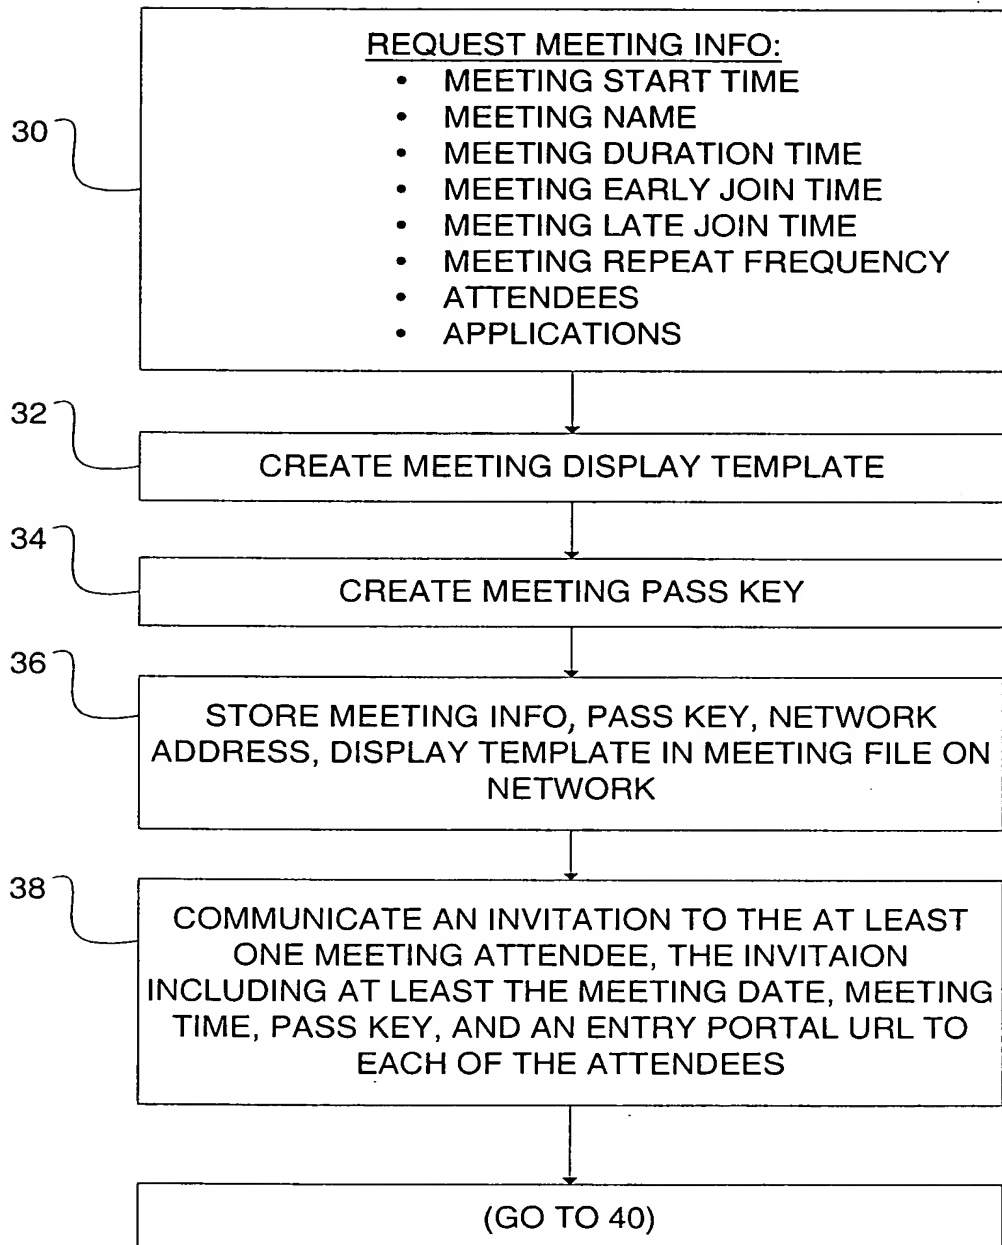 REQUEST MEETING INFO:
• MEETING START TIME
• MEETING NAME
• MEETING DURATION TIME
• MEETING EARLY JOIN TIME
• MEETING LATE JOIN TIME
• MEETING REPEAT FREQUENCY
• ATTENDEES
• APPLICATIONS
30
32
CREATE MEETING DISPLAY TEMPLATE
34
CREATE MEETING PASS KEY
36
STORE MEETING INFO, PASS KEY, NETWORK
ADDRESS, DISPLAY TEMPLATE IN MEETING FILE ON
NETWORK
38
COMMUNICATE AN INVITATION TO THE AT LEAST
ONE MEETING ATTENDEE, THE INVITAION
INCLUDING AT LEAST THE MEETING DATE, MEETING
TIME, PASS KEY, AND AN ENTRY PORTAL URL TO
EACH OF THE ATTENDEES
(GO TO 40)